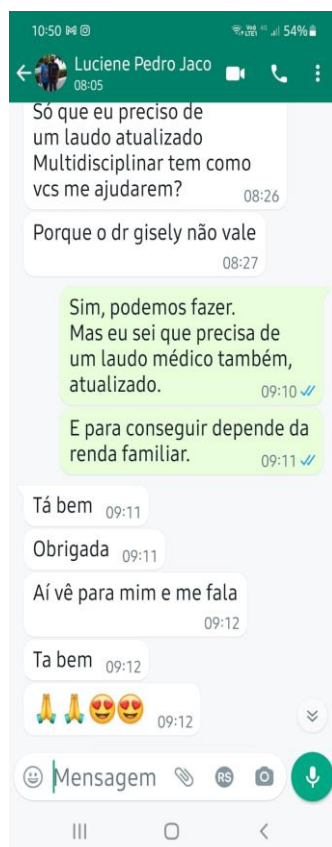 10:50
54%
Luciene Pedro Jaco
08:05
Só que eu preciso de
um laudo atualizado
Multidisciplinar tem como
vcs me ajudarem?
08:26
Porque o dr gisely não vale
08:27
Sim, podemos fazer.
Mas eu sei que precisa de
um laudo médico também,
atualizado.
09:10
E para conseguir depende da
renda familiar.
09:11
Tá bem 09:11
Obrigada 09:11
Aí vê para mim e me fala
09:12
Ta bem 09:12
🙏🙏😍😍 09:12
Mensagem